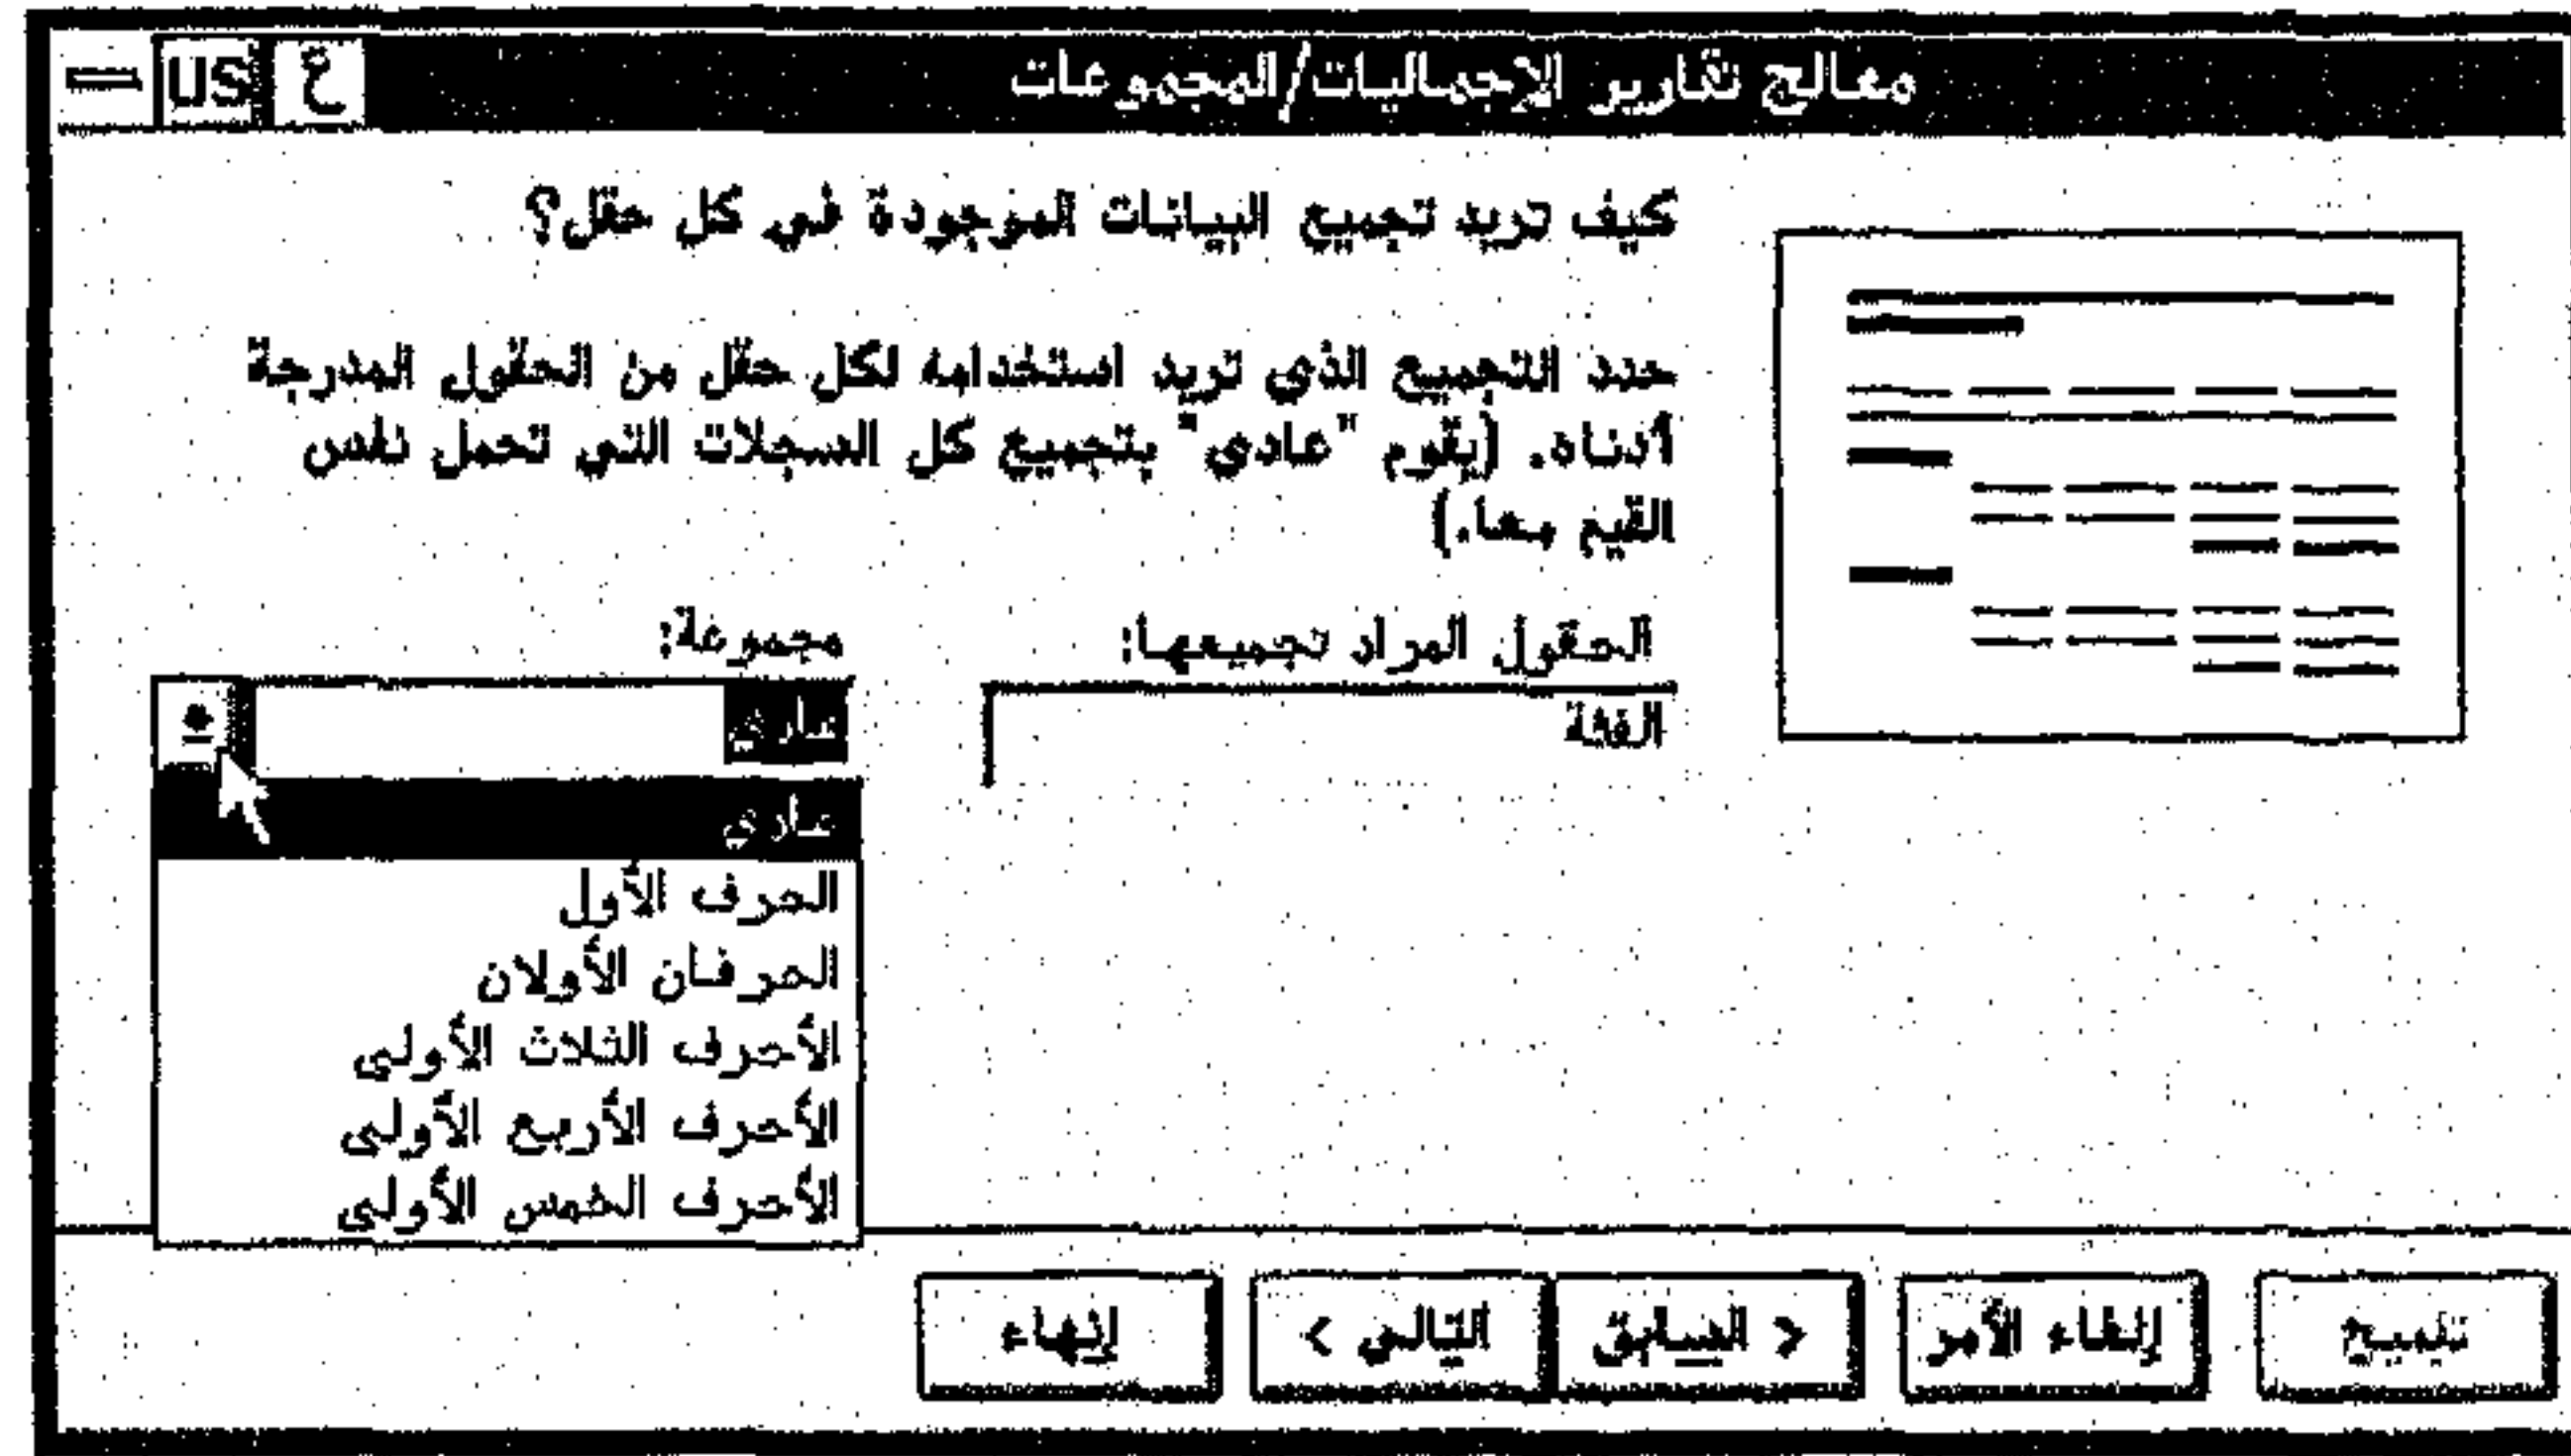 معالج تقارير الإجماليات/المجموعات
US ع
كيف تريد تجميع البيانات الموجودة في كل حقل؟
حدد التجميع الذي تريد استخدامه لكل حقل من الحقول المدرجة
أدناه. (يقوم "عادي" بتجميع كل السجلات التي تحمل نفس
القيم معا.)
الحقول المراد تجميعها:
الفئة
مجموعة:
عادي
عادي
الحرف الأول
الحرفان الأولان
الأحرف الثلاث الأولى
الأحرف الأربع الأولى
الأحرف الخمس الأولى
تلميح
إلغاء الأمر
< السابق
التالي >
إنهاء